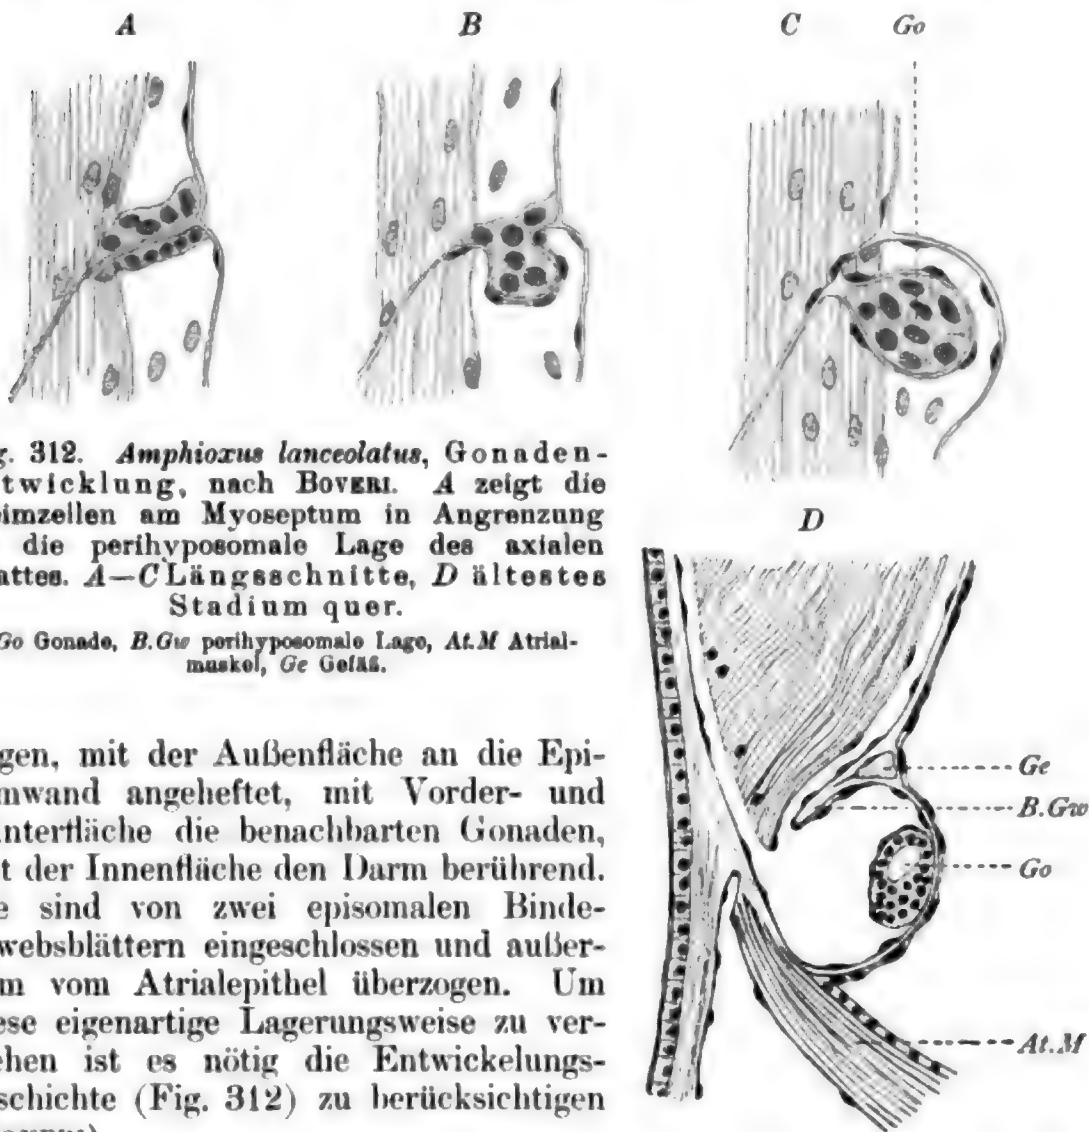 A
B
C
Go
g. 312. Amphioxus lanceolatus, Gonaden-
twicklung, nach BOVERI. A zeigt die
imzellen am Myoseptum in Angrenzung
die perihyposomale Lage des axialen
attes. A—C Längsschnitte, D ältestes
Stadium quer.
Go Gonade, B.Gw perihyposomale Lage, At.M Atrial-
muskel, Ge Gefäß.
D
Ge
B.Gw
Go
At.M
gen, mit der Außenfläche an die Epi-
mwand angeheftet, mit Vorder- und
interfläche die benachbarten Gonaden,
t der Innenfläche den Darm berührend.
e sind von zwei episomalen Binde-
websblättern eingeschlossen und außer-
m vom Atrialepithel überzogen. Um
ese eigenartige Lagerungsweise zu ver-
ehen ist es nötig die Entwickelungs-
schichte (Fig. 312) zu berücksichtigen